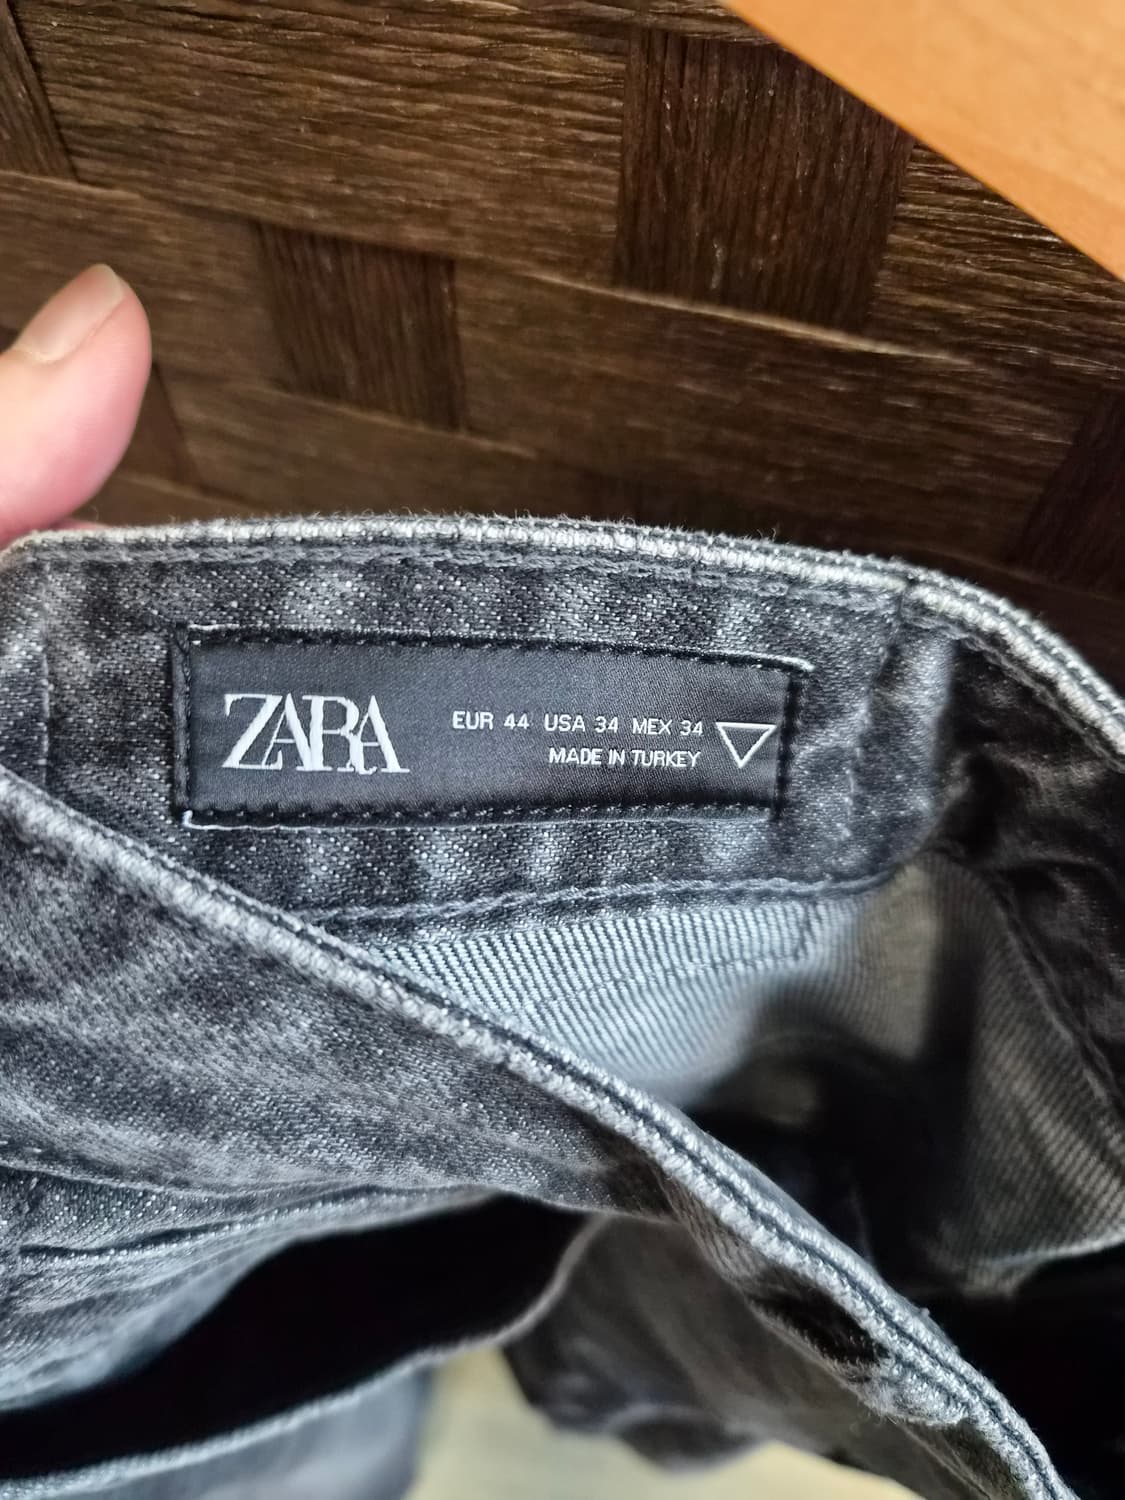 ZARA
EUR 44 USA 34 MEX 34
MADE IN TURKEY